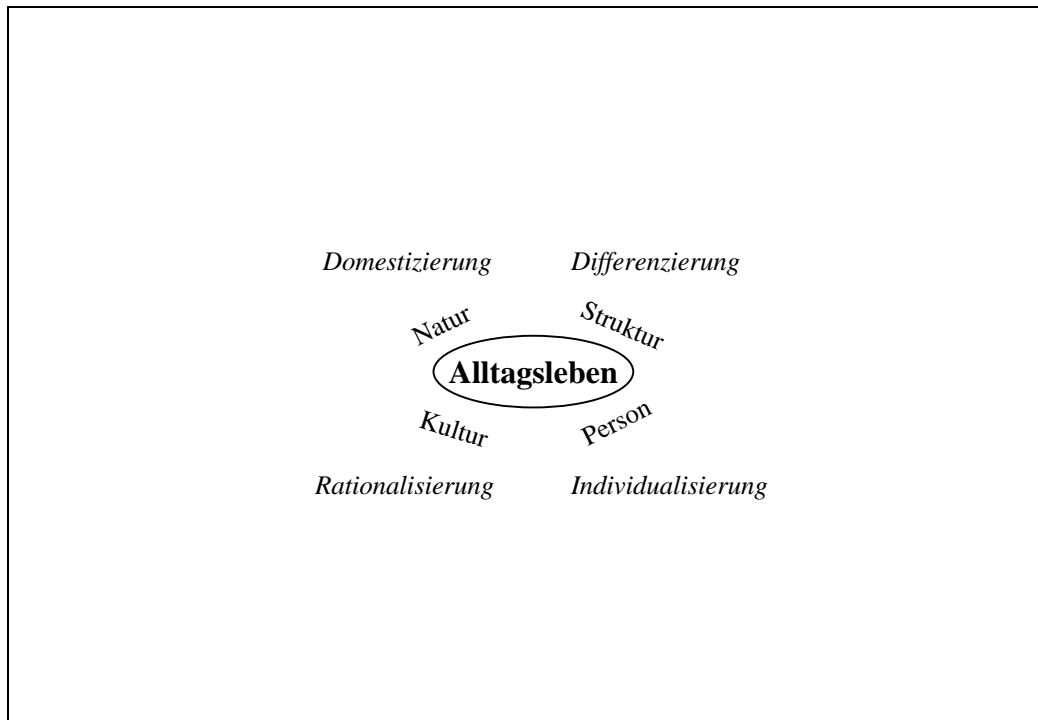 Domestizierung Differenzierung
Natur Struktur
Alltagsleben
Kultur Person
Rationalisierung Individualisierung